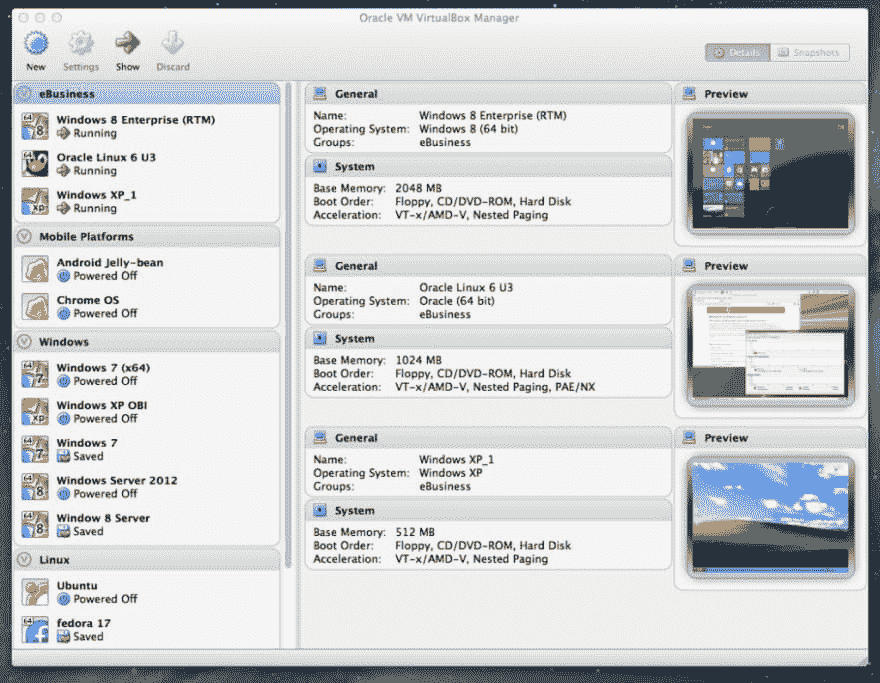 Oracle VM VirtualBox Manager
New Settings Show Discard
Details Snapshots
eBusiness
Windows 8 Enterprise (RTM)
Running
Oracle Linux 6 U3
Running
Windows XP_1
Running
Mobile Platforms
Android Jelly-bean
Powered Off
Chrome OS
Powered Off
Windows
Windows 7 (x64)
Powered Off
Windows XP OBI
Powered Off
Windows 7
Saved
Windows Server 2012
Powered Off
Window 8 Server
Saved
Linux
Ubuntu
Powered Off
fedora 17
Saved
General
Name: Windows 8 Enterprise (RTM)
Operating System: Windows 8 (64 bit)
Groups: eBusiness
System
Base Memory: 2048 MB
Boot Order: Floppy, CD/DVD-ROM, Hard Disk
Acceleration: VT-x/AMD-V, Nested Paging
Preview
General
Name: Oracle Linux 6 U3
Operating System: Oracle (64 bit)
Groups: eBusiness
System
Base Memory: 1024 MB
Boot Order: Floppy, CD/DVD-ROM, Hard Disk
Acceleration: VT-x/AMD-V, Nested Paging, PAE/NX
Preview
General
Name: Windows XP_1
Operating System: Windows XP
Groups: eBusiness
System
Base Memory: 512 MB
Boot Order: Floppy, CD/DVD-ROM, Hard Disk
Acceleration: VT-x/AMD-V, Nested Paging
Preview